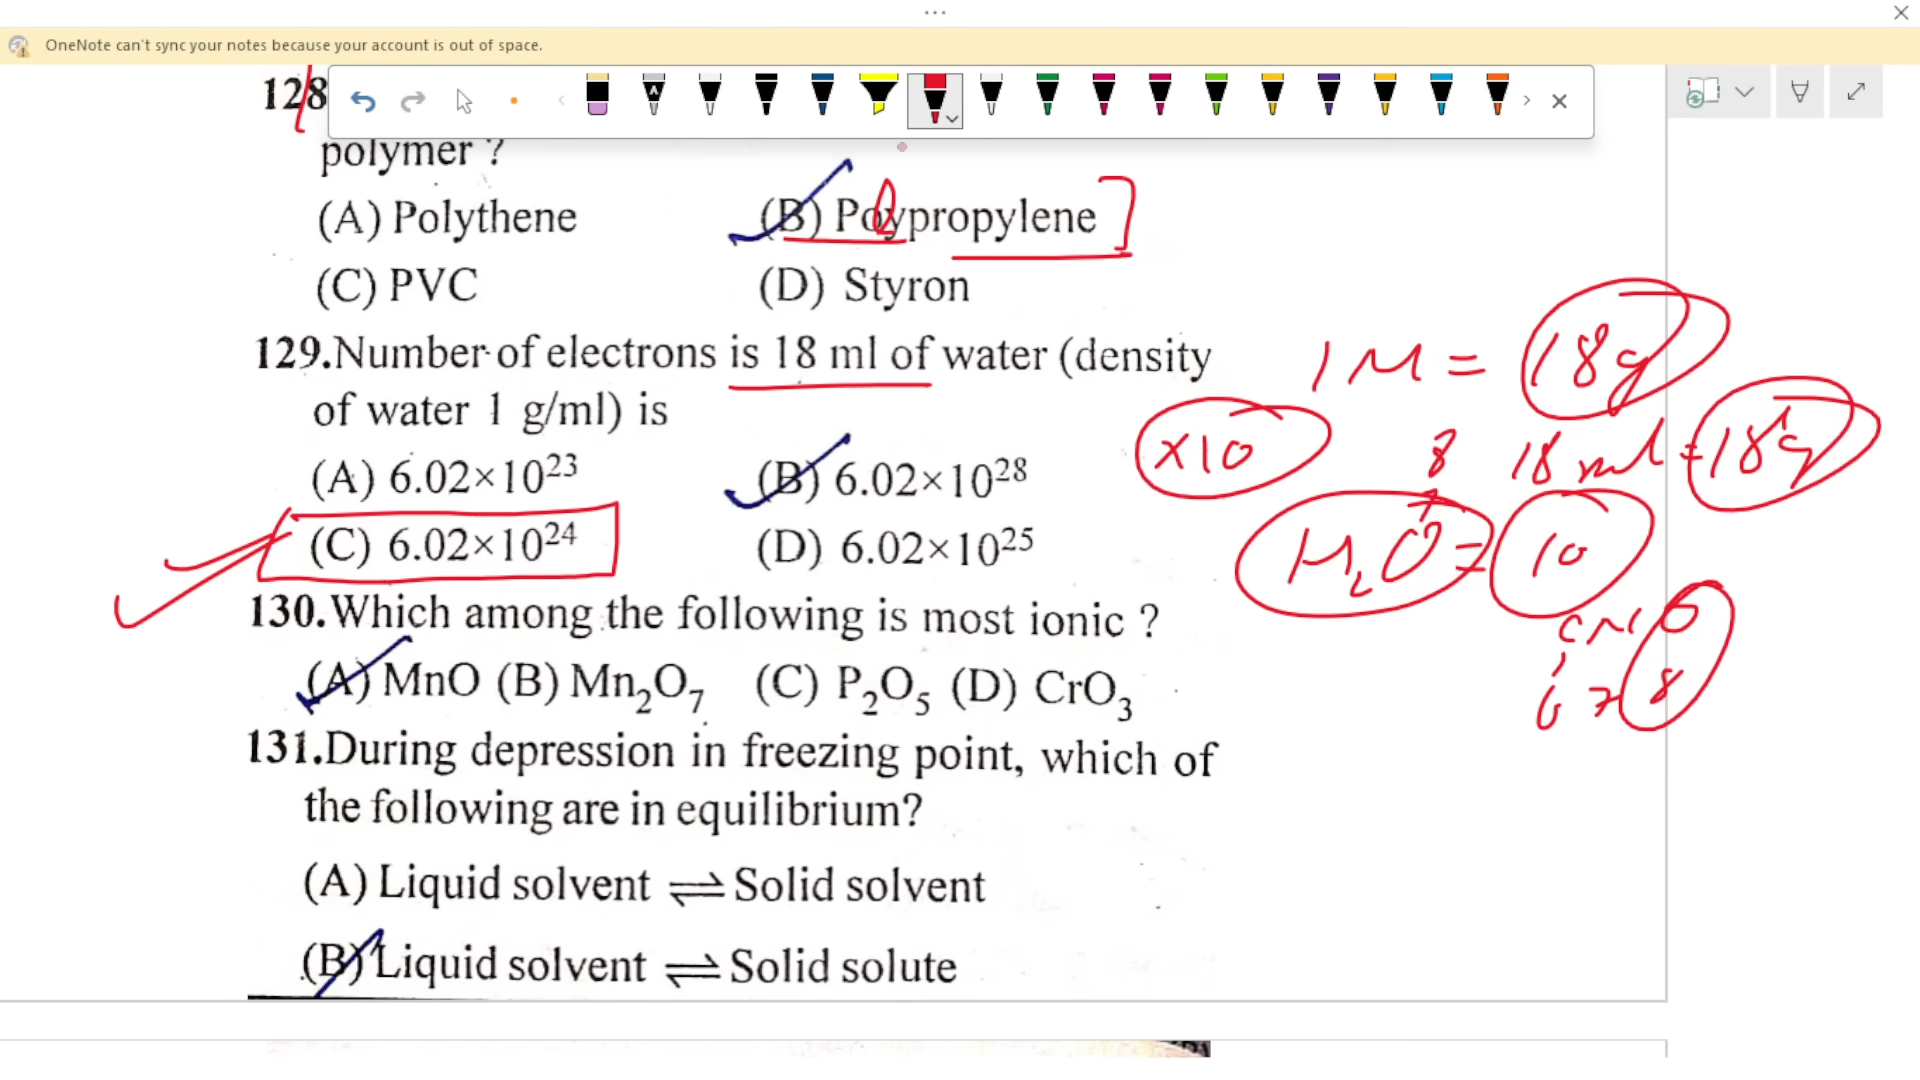 OneNote can't sync your notes because your account is out of space.
128
polymer ?
(A) Polythene (B) Polypropylene
(C) PVC (D) Styron
129.Number of electrons is 18 ml of water (density
of water 1 g/ml) is
(A) 6.02×10²³ (B) 6.02×10²⁸
(C) 6.02×10²⁴ (D) 6.02×10²⁵
130.Which among the following is most ionic ?
(A) MnO (B) Mn₂O₇ (C) P₂O₅ (D) CrO₃
131.During depression in freezing point, which of
the following are in equilibrium?
(A) Liquid solvent ⇌ Solid solvent
(B) Liquid solvent ⇌ Solid solute
1 M = 18g
×10
18 ml = 18g
8
H₂O = 10
8